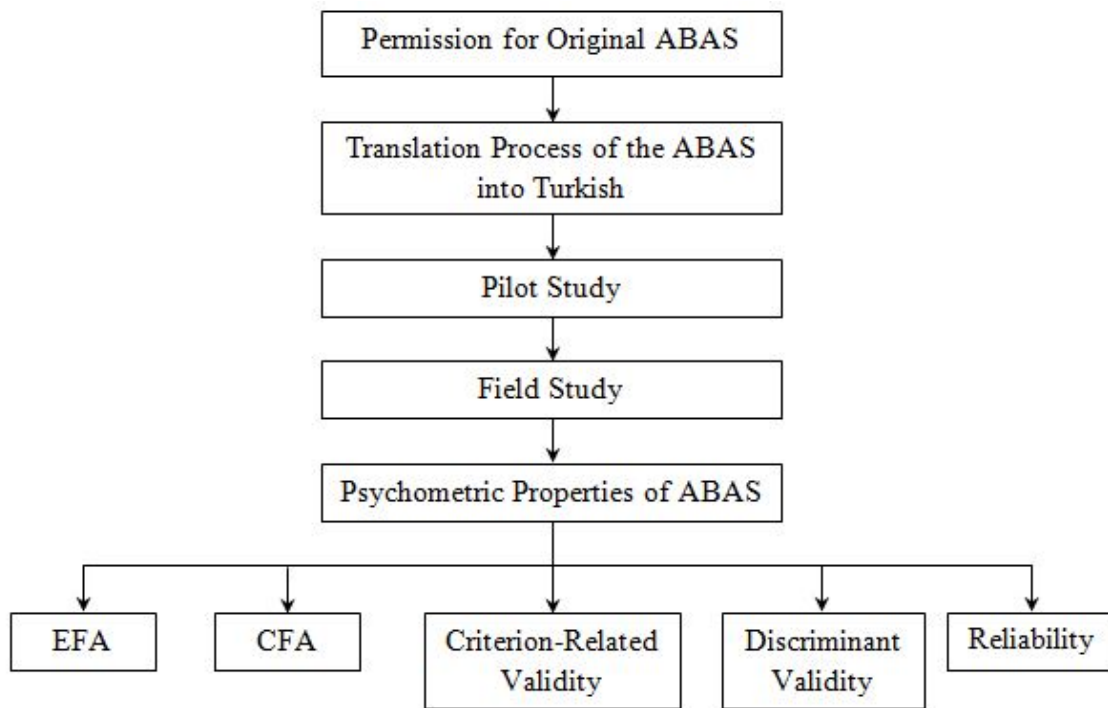 Permission for Original ABAS
Translation Process of the ABAS
into Turkish
Pilot Study
Field Study
Psychometric Properties of ABAS
EFA
CFA
Criterion-Related
Validity
Discriminant
Validity
Reliability